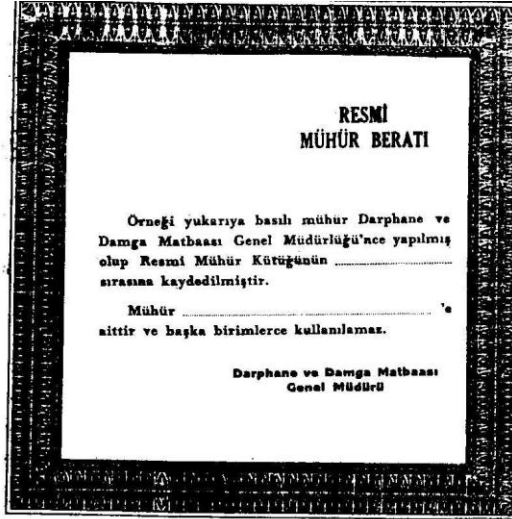 RESMİ
MÜHÜR BERATI
Örneği yukarıya basılı mühür Darphane ve
Damga Matbaası Genel Müdürlüğü'nce yapılmış
olup Resmi Mühür Kütüğünün ........................
sırasına kaydedilmiştir.
Mühür ........................................................ 'e
aittir ve başka birimlerce kullanılamaz.
Darphane ve Damga Matbaası
Genel Müdürü